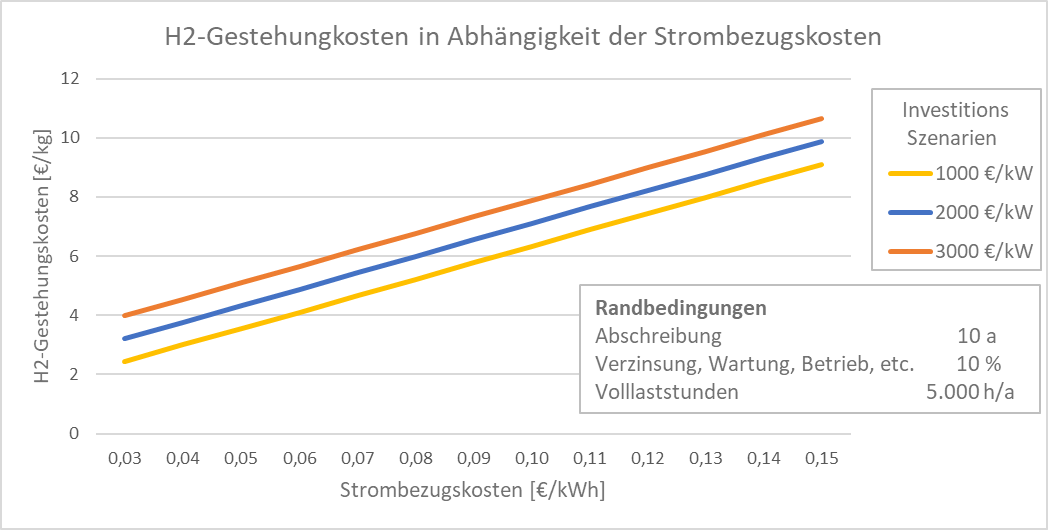 H2-Gestehungkosten in Abhängigkeit der Strombezugskosten
H2-Gestehungskosten [€/kg]
12
10
8
6
4
2
0
0,03 0,04 0,05 0,06 0,07 0,08 0,09 0,10 0,11 0,12 0,13 0,14 0,15
Strombezugskosten [€/kWh]
Investitions
Szenarien
1000 €/kW
2000 €/kW
3000 €/kW
Randbedingungen
Abschreibung 10 a
Verzinsung, Wartung, Betrieb, etc. 10 %
Volllaststunden 5.000 h/a